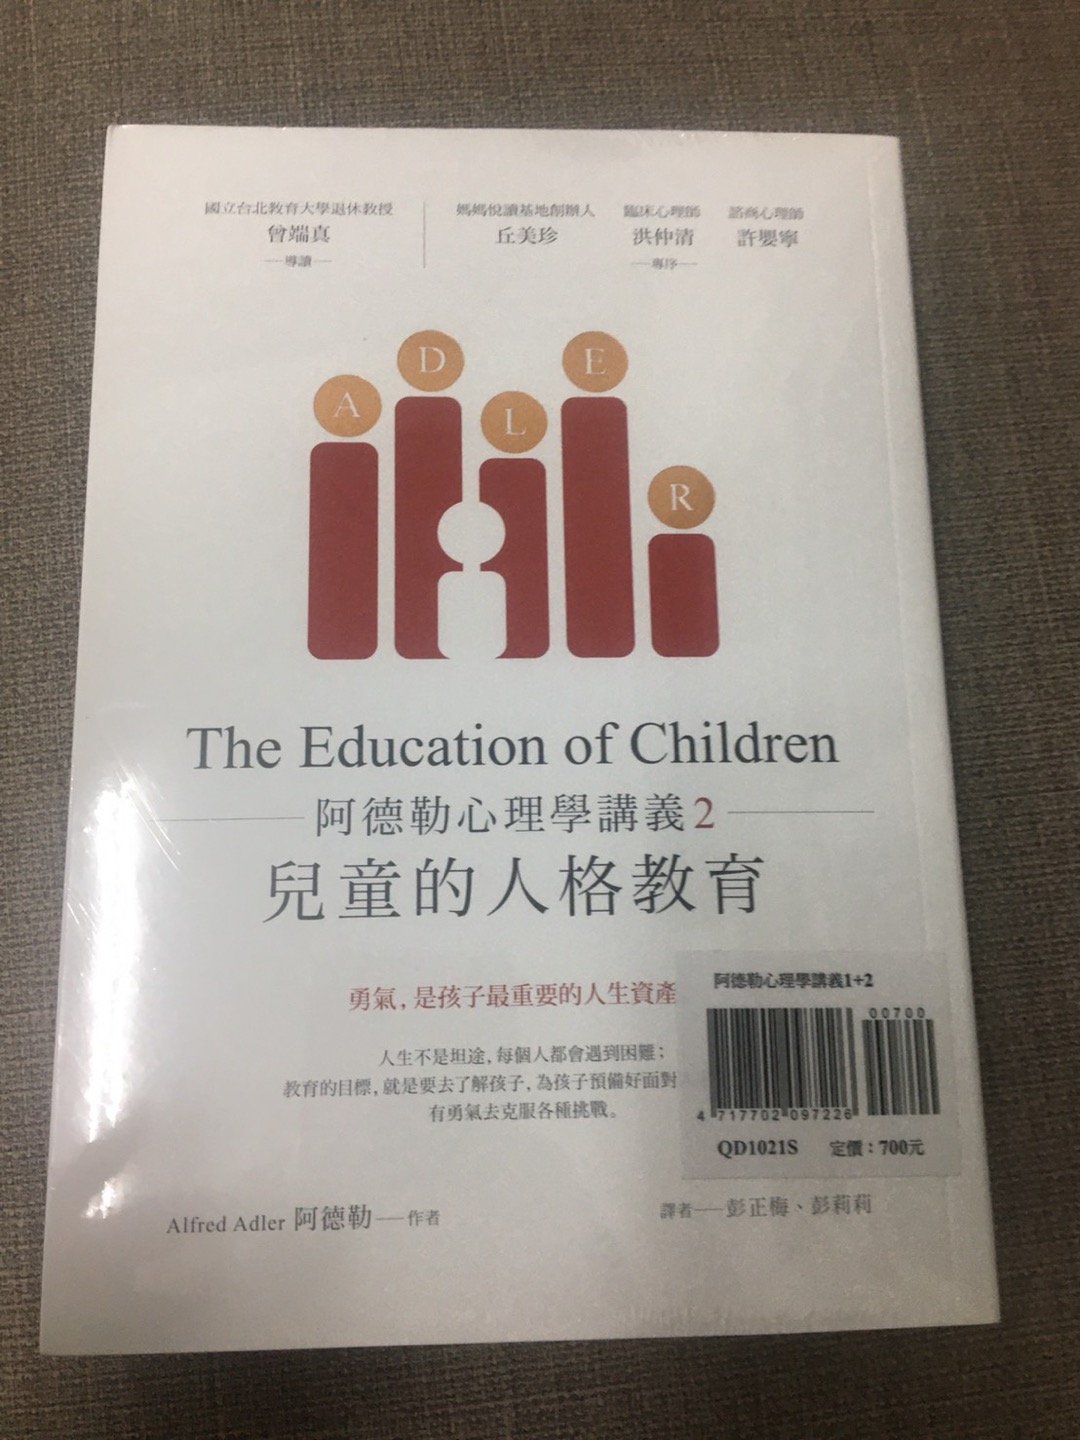 國立台北教育大學退休教授
曾端真
導讀
媽媽悅讀基地創辦人
丘美珍
臨床心理師
洪仲清
諮商心理師
許嬰寧
專序
A D L E R
The Education of Children
阿德勒心理學講義2
兒童的人格教育
勇氣，是孩子最重要的人生資產
人生不是坦途，每個人都會遇到困難；
教育的目標，就是要去了解孩子，為孩子預備好面對
有勇氣去克服各種挑戰。
阿德勒心理學講義1+2
00700
4 717702 097226
QD1021S 定價：700元
Alfred Adler 阿德勒──作者
譯者──彭正梅、彭莉莉